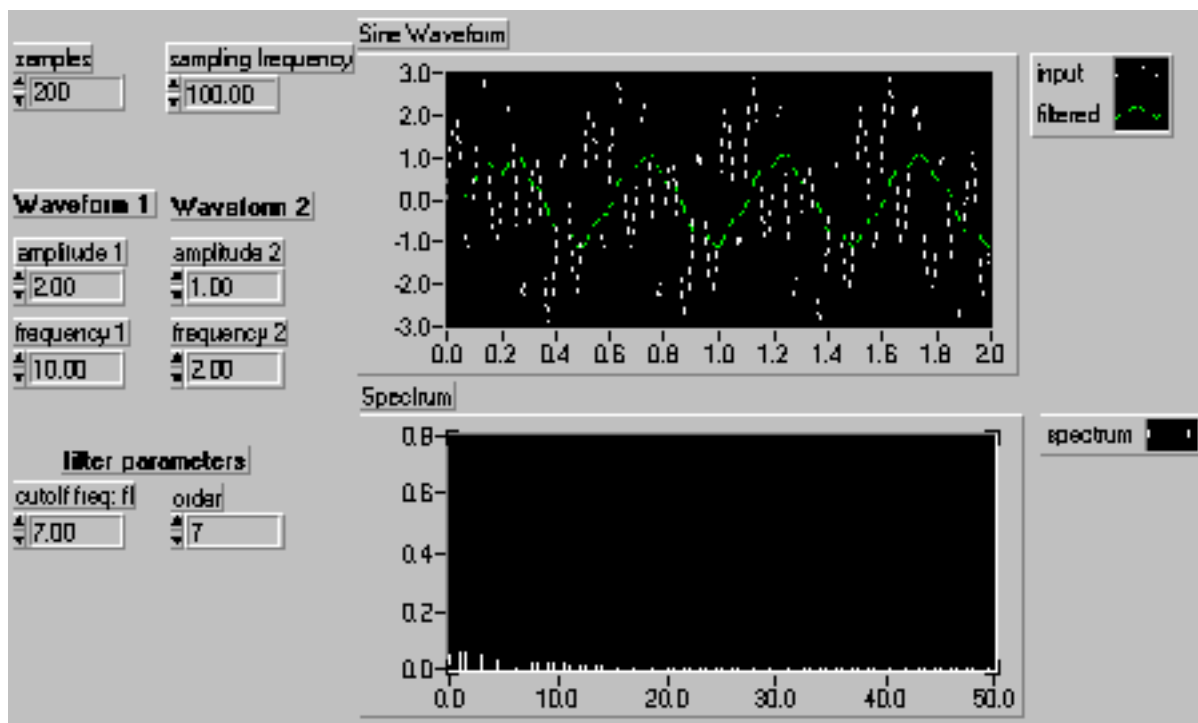 samples
200
sampling frequency
100.00
Waveform 1
Waveform 2
amplitude 1
2.00
amplitude 2
1.00
frequency 1
10.00
frequency 2
2.00
filter parameters
cutoff freq: fl
7.00
order
7
Sine Waveform
3.0
2.0
1.0
0.0
-1.0
-2.0
-3.0
0.0 0.2 0.4 0.6 0.8 1.0 1.2 1.4 1.6 1.8 2.0
input
filtered
Spectrum
0.8
0.6
0.4
0.2
0.0
0.0 10.0 20.0 30.0 40.0 50.0
spectrum